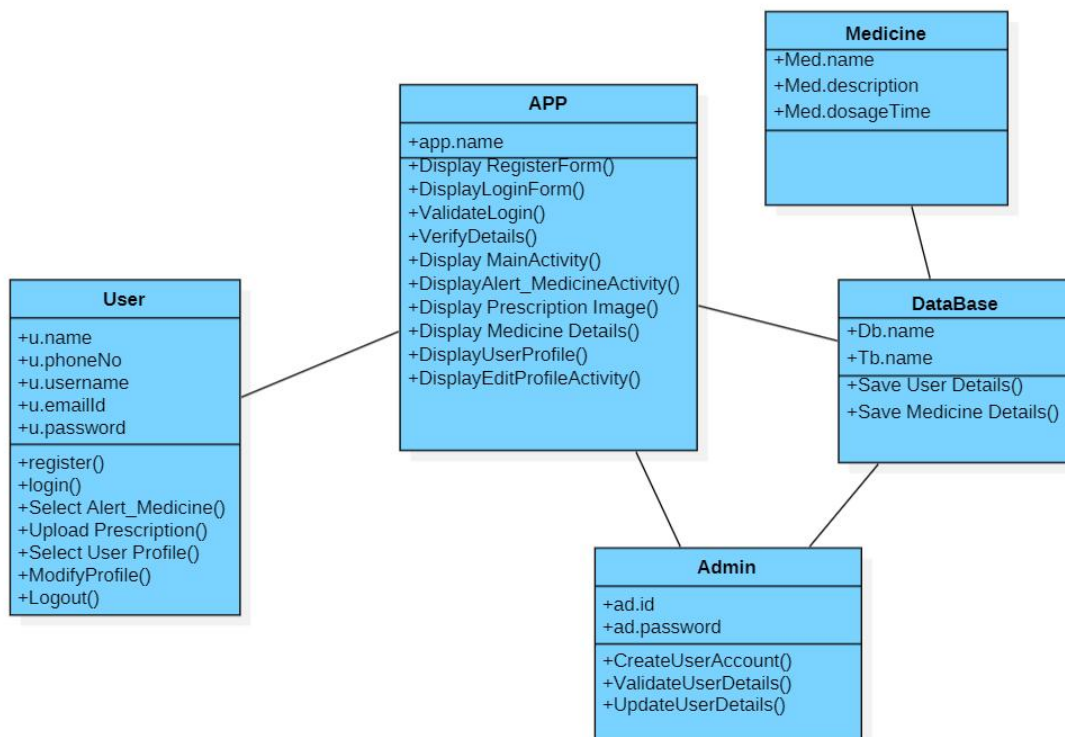 Medicine
+Med.name
+Med.description
+Med.dosageTime
APP
+app.name
+Display RegisterForm()
+DisplayLoginForm()
+ValidateLogin()
+VerifyDetails()
+Display MainActivity()
+DisplayAlert_MedicineActivity()
+Display Prescription Image()
+Display Medicine Details()
+DisplayUserProfile()
+DisplayEditProfileActivity()
User
+u.name
+u.phoneNo
+u.username
+u.emailId
+u.password
+register()
+login()
+Select Alert_Medicine()
+Upload Prescription()
+Select User Profile()
+ModifyProfile()
+Logout()
DataBase
+Db.name
+Tb.name
+Save User Details()
+Save Medicine Details()
Admin
+ad.id
+ad.password
+CreateUserAccount()
+ValidateUserDetails()
+UpdateUserDetails()